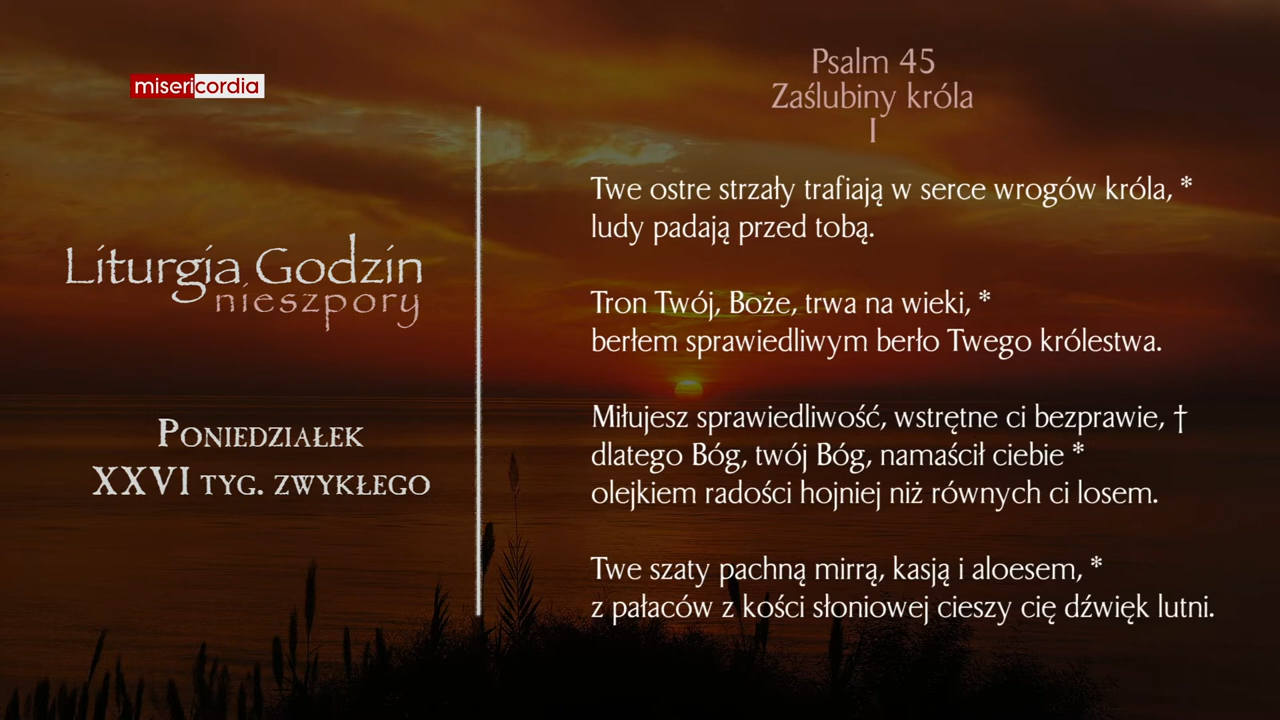 misericordia
Liturgia Godzin
nieszpory
Poniedziałek
XXVI tyg. zwykłego
Psalm 45
Zaślubiny króla
I
Twe ostre strzały trafiają w serce wrogów króla, *
ludy padają przed tobą.
Tron Twój, Boże, trwa na wieki, *
berłem sprawiedliwym berło Twego królestwa.
Miłujesz sprawiedliwość, wstrętne ci bezprawie, †
dlatego Bóg, twój Bóg, namaścił ciebie *
olejkiem radości hojniej niż równych ci losem.
Twe szaty pachną mirrą, kasją i aloesem, *
z pałaców z kości słoniowej cieszy cię dźwięk lutni.